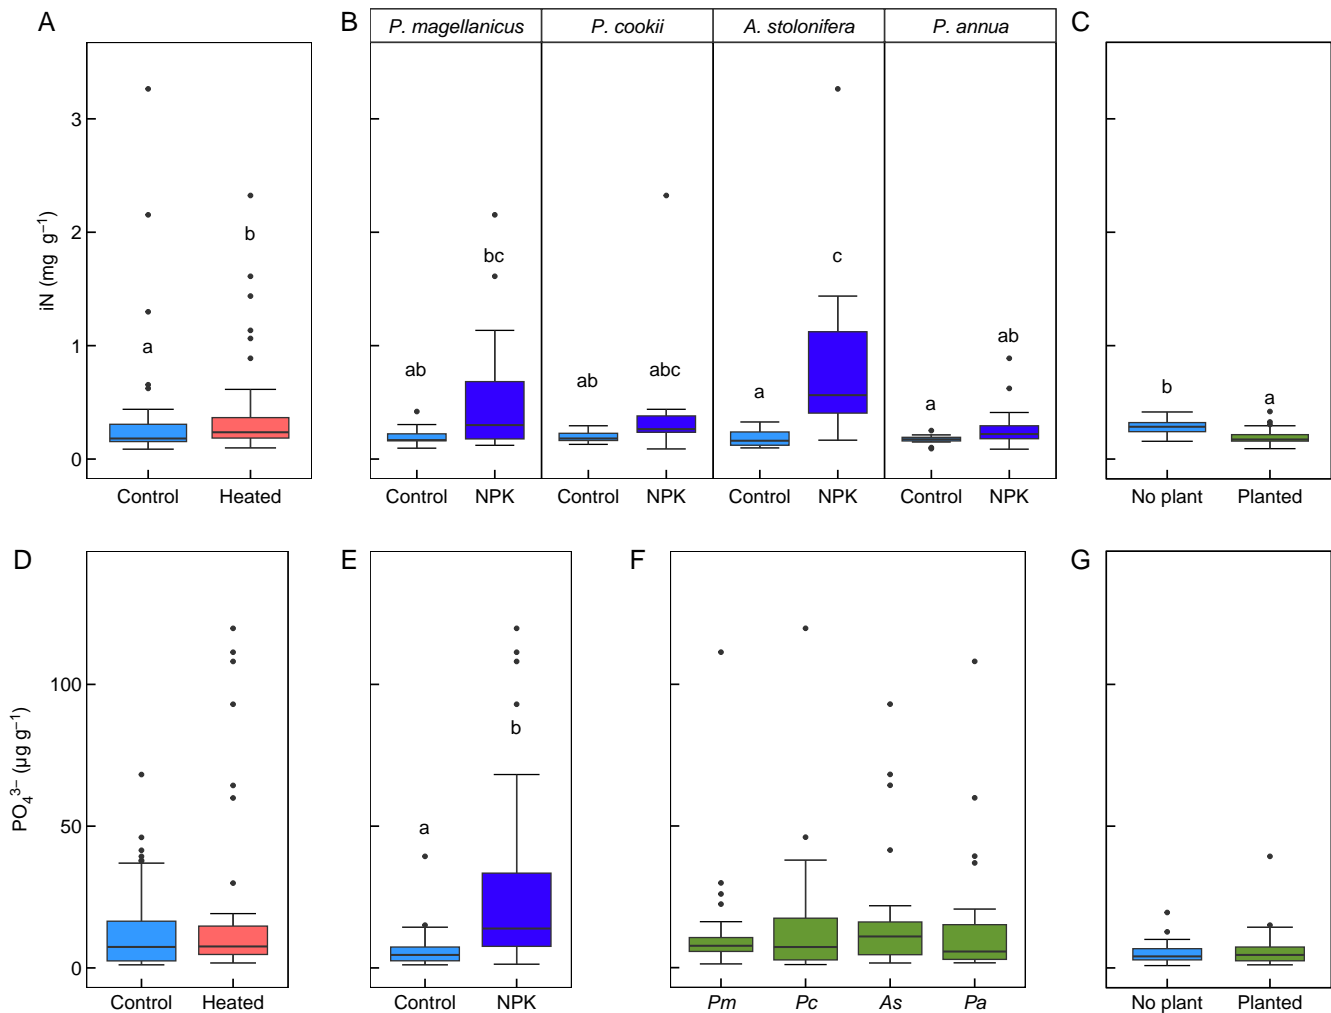 A
B
P. magellanicus
P. cookii
A. stolonifera
P. annua
C
iN (mg g⁻¹)
3
2
1
0
a
b
Control
Heated
ab
bc
ab
abc
a
c
a
ab
Control
NPK
Control
NPK
Control
NPK
Control
NPK
b
a
No plant
Planted
D
E
F
G
PO₄³⁻ (µg g⁻¹)
100
50
0
Control
Heated
a
b
Control
NPK
Pm
Pc
As
Pa
No plant
Planted